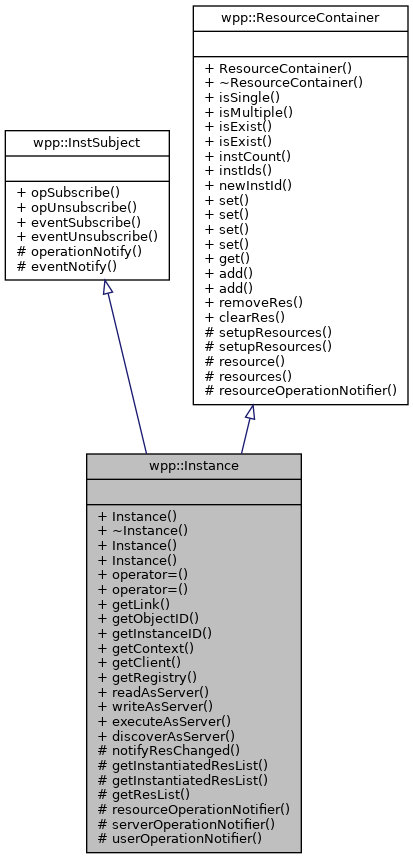 wpp::ResourceContainer
+ ResourceContainer()
+ ~ResourceContainer()
+ isSingle()
+ isMultiple()
+ isExist()
+ isExist()
+ instCount()
+ instIds()
+ newInstId()
+ set()
+ set()
+ set()
+ set()
+ get()
+ add()
+ add()
+ removeRes()
+ clearRes()
# setupResources()
# setupResources()
# resource()
# resources()
# resourceOperationNotifier()
wpp::InstSubject
+ opSubscribe()
+ opUnsubscribe()
+ eventSubscribe()
+ eventUnsubscribe()
# operationNotify()
# eventNotify()
wpp::Instance
+ Instance()
+ ~Instance()
+ Instance()
+ Instance()
+ operator=()
+ operator=()
+ getLink()
+ getObjectID()
+ getInstanceID()
+ getContext()
+ getClient()
+ getRegistry()
+ readAsServer()
+ writeAsServer()
+ executeAsServer()
+ discoverAsServer()
# notifyResChanged()
# getInstantiatedResList()
# getInstantiatedResList()
# getResList()
# resourceOperationNotifier()
# serverOperationNotifier()
# userOperationNotifier()